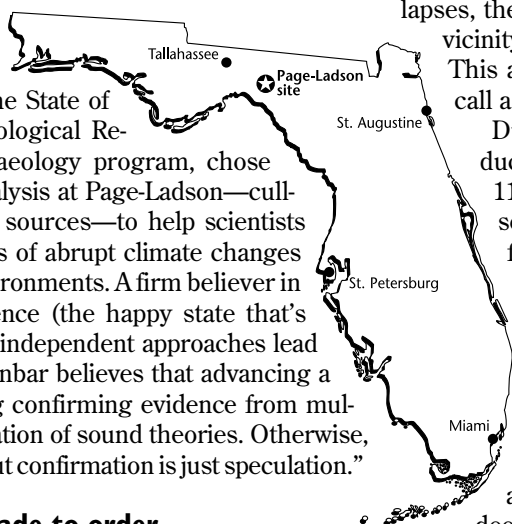 lapses, the
vicinity
This a
call a
Tallahassee
Page-Ladson
site
St. Augustine
St. Petersburg
Miami
ne State of
ological Re-
aeology program, chose
alysis at Page-Ladson—cull-
sources—to help scientists
s of abrupt climate changes
ronments. A firm believer in
ence (the happy state that's
independent approaches lead
nbar believes that advancing a
g confirming evidence from mul-
ation of sound theories. Otherwise,
ut confirmation is just speculation.”
ade to order
duc
11